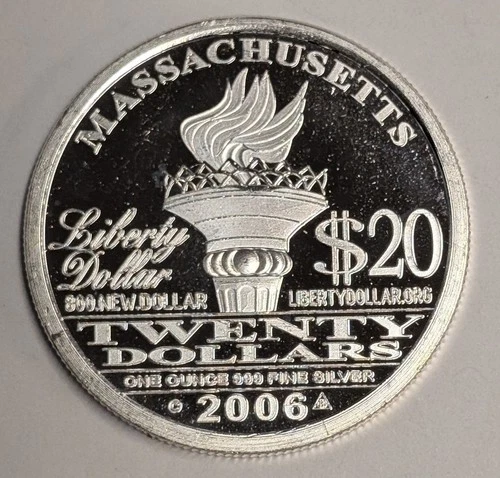 MASSACHUSETTS
Liberty
Dollar
$20
800.NEW.DOLLAR
LIBERTYDOLLAR.ORG
TWENTY
DOLLARS
ONE OUNCE 999 FINE SILVER
© 2006